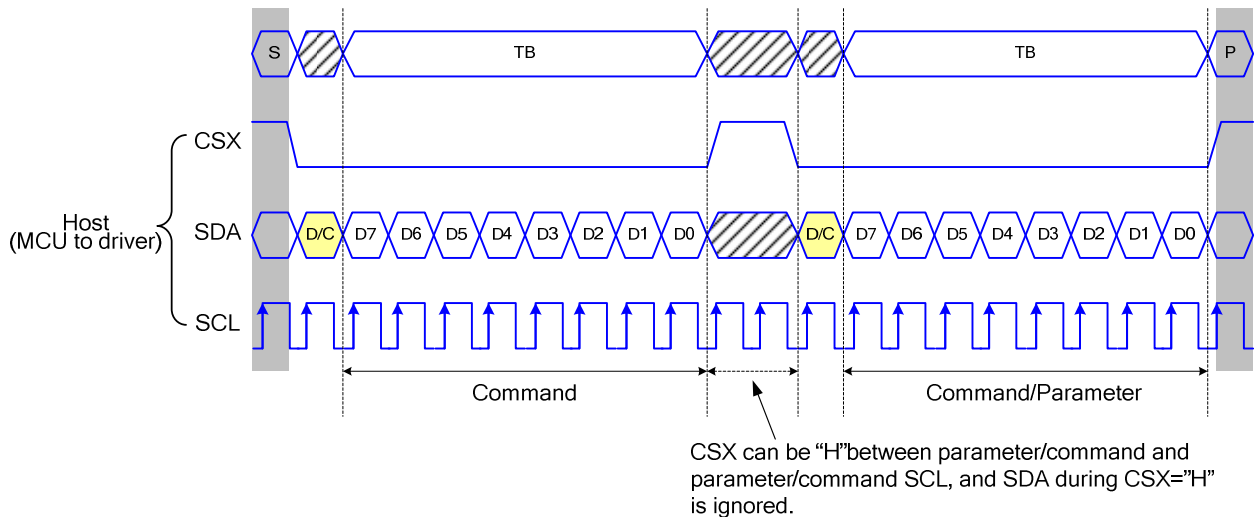 S TB TB P
CSX
Host
(MCU to driver)
SDA D/C D7 D6 D5 D4 D3 D2 D1 D0 D/C D7 D6 D5 D4 D3 D2 D1 D0
SCL
Command Command/Parameter
CSX can be “H”between parameter/command and
parameter/command SCL, and SDA during CSX=”H”
is ignored.